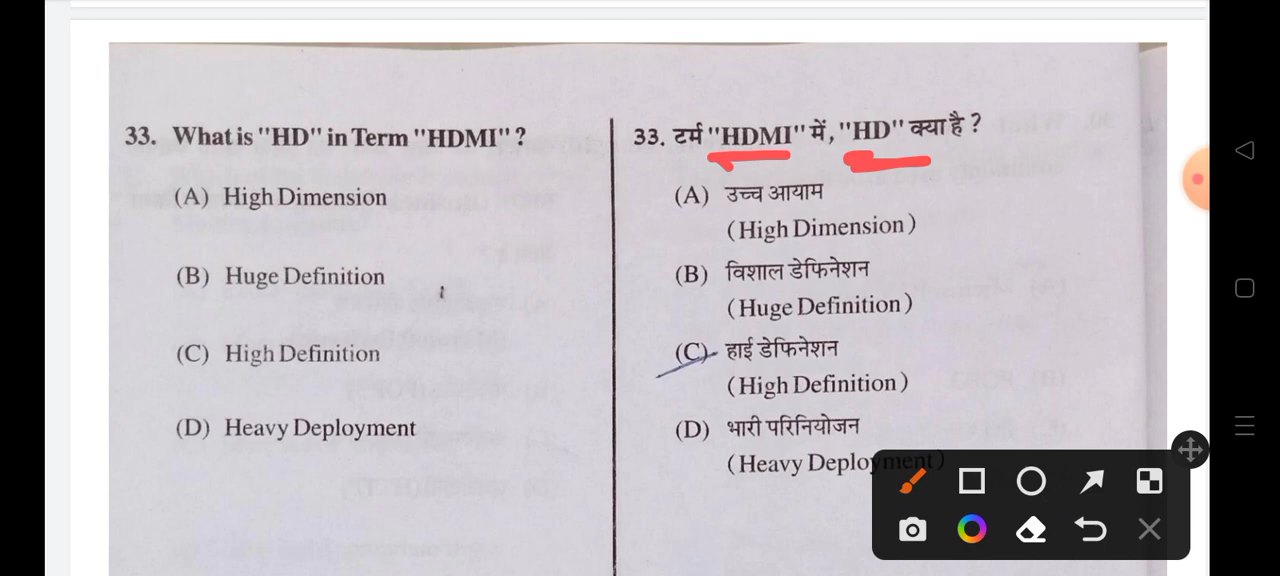 33. What is "HD" in Term "HDMI" ?
(A) High Dimension
(B) Huge Definition
(C) High Definition
(D) Heavy Deployment
33. टर्म "HDMI" में, "HD" क्या है ?
(A) उच्च आयाम
(High Dimension)
(B) विशाल डेफिनेशन
(Huge Definition)
(C) हाई डेफिनेशन
(High Definition)
(D) भारी परिनियोजन
(Heavy Deployment)